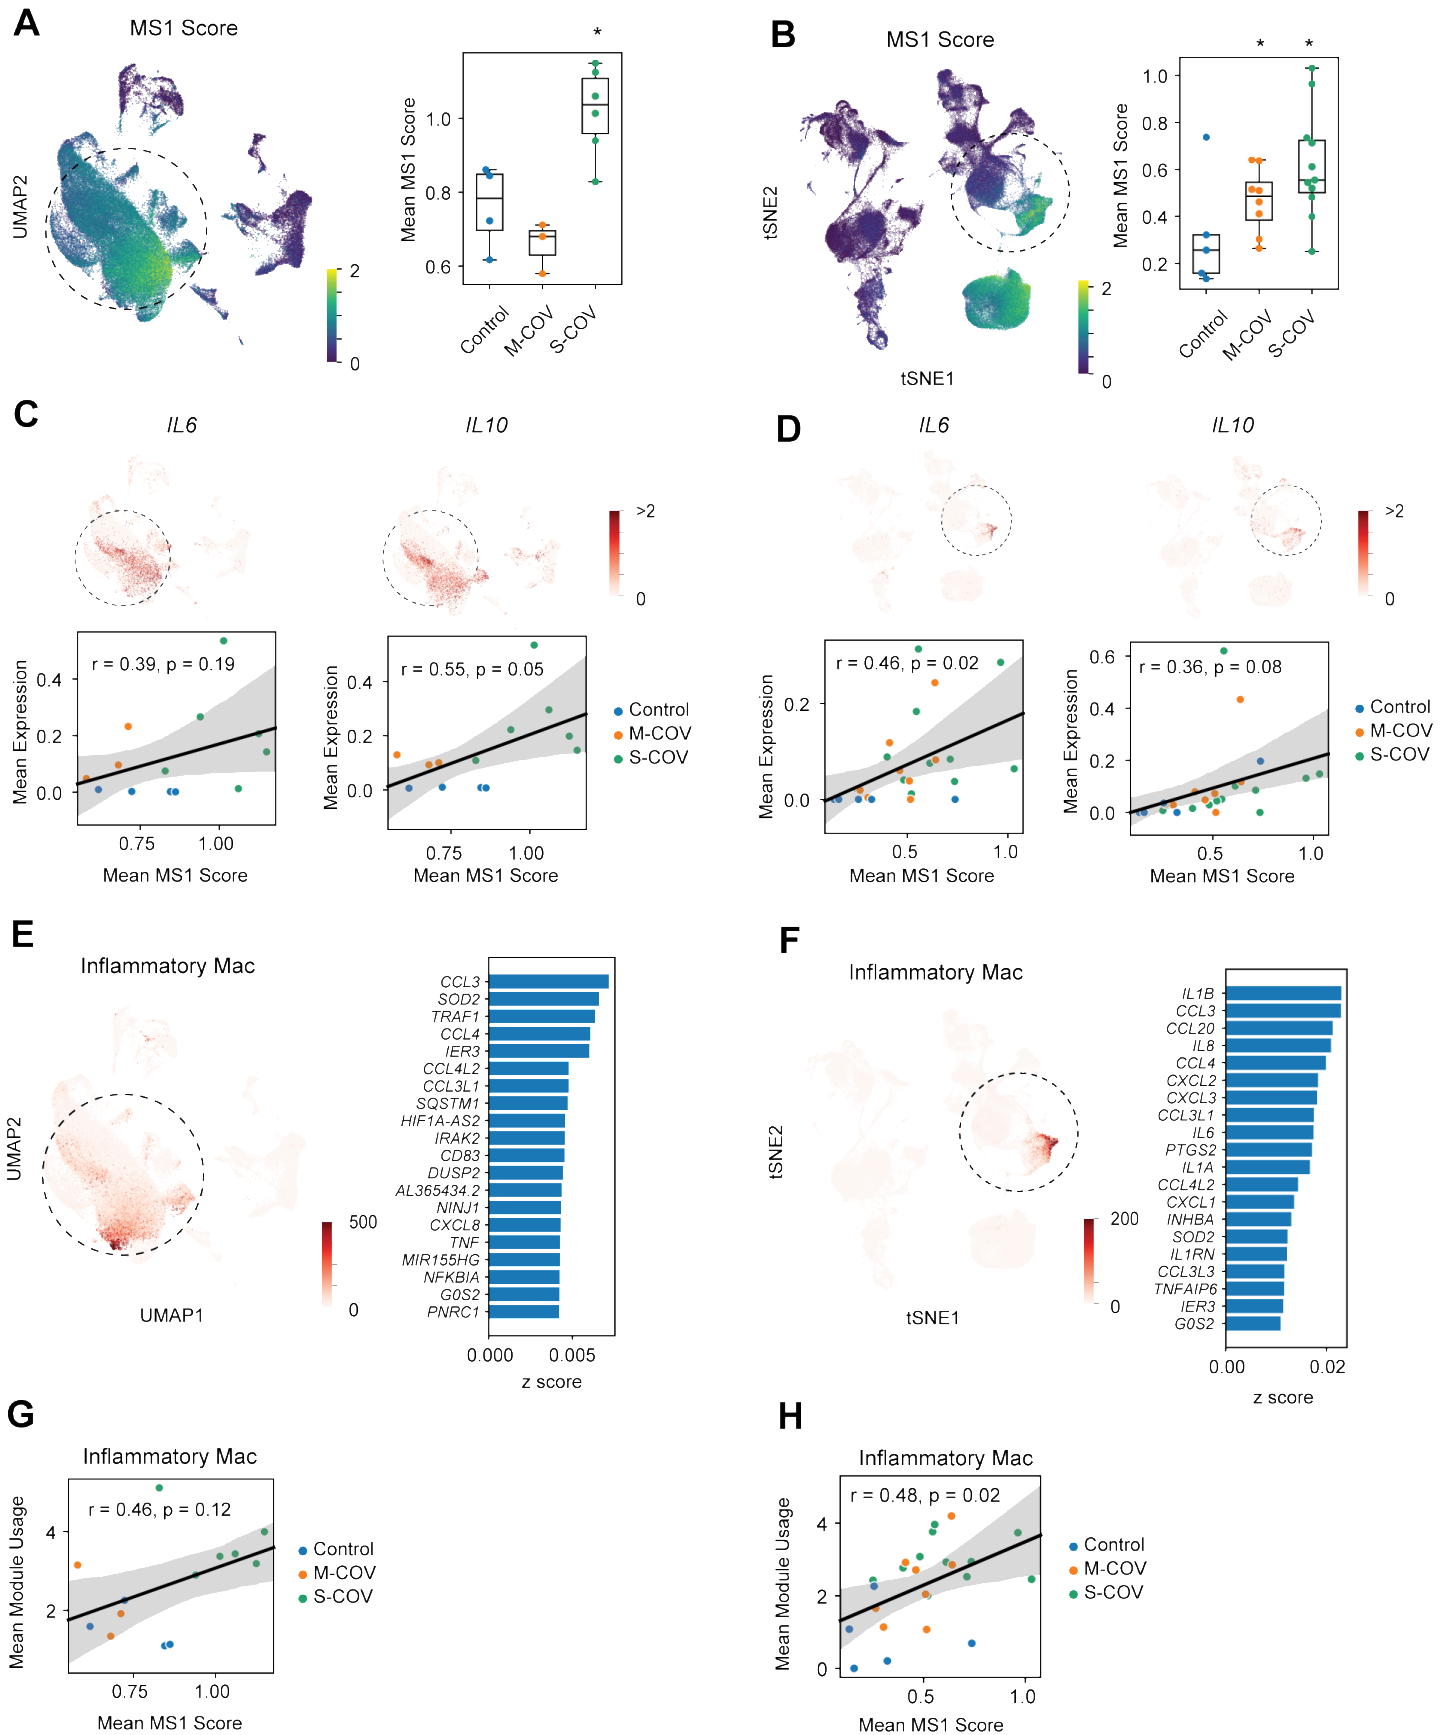 A
MS1 Score
UMAP2
2
0
*
Mean MS1 Score
1.0
0.8
0.6
Control
M-COV
S-COV
B
MS1 Score
tSNE2
tSNE1
2
0
* *
Mean MS1 Score
1.0
0.8
0.6
0.4
0.2
Control
M-COV
S-COV
C
IL6
IL10
>2
0
r = 0.39, p = 0.19
Mean Expression
0.4
0.2
0.0
0.75 1.00
Mean MS1 Score
r = 0.55, p = 0.05
Mean Expression
0.4
0.2
0.0
0.75 1.00
Mean MS1 Score
Control
M-COV
S-COV
D
IL6
IL10
>2
0
r = 0.46, p = 0.02
Mean Expression
0.2
0.0
0.5 1.0
Mean MS1 Score
r = 0.36, p = 0.08
Mean Expression
0.6
0.4
0.2
0.0
0.5 1.0
Mean MS1 Score
Control
M-COV
S-COV
E
Inflammatory Mac
UMAP2
UMAP1
500
0
CCL3
SOD2
TRAF1
CCL4
IER3
CCL4L2
CCL3L1
SQSTM1
HIF1A-AS2
IRAK2
CD83
DUSP2
AL365434.2
NINJ1
CXCL8
TNF
MIR155HG
NFKBIA
G0S2
PNRC1
0.000 0.005
z score
F
Inflammatory Mac
tSNE2
tSNE1
200
0
IL1B
CCL3
CCL20
IL8
CCL4
CXCL2
CXCL3
CCL3L1
IL6
PTGS2
IL1A
CCL4L2
CXCL1
INHBA
SOD2
IL1RN
CCL3L3
TNFAIP6
IER3
G0S2
0.00 0.02
z score
G
Inflammatory Mac
r = 0.46, p = 0.12
Mean Module Usage
4
2
0.75 1.00
Mean MS1 Score
Control
M-COV
S-COV
H
Inflammatory Mac
r = 0.48, p = 0.02
Mean Module Usage
4
2
0
0.5 1.0
Mean MS1 Score
Control
M-COV
S-COV